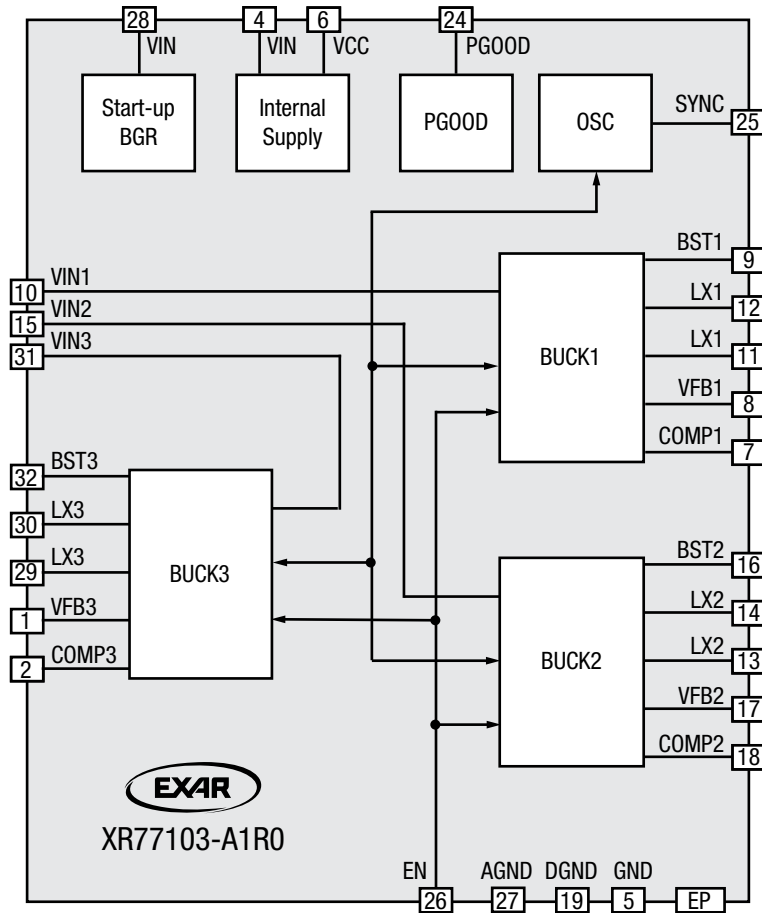 28 4 6 24
VIN VIN VCC PGOOD
Start-up
BGR
Internal
Supply
PGOOD
OSC
SYNC
25
10 VIN1
15 VIN2
31 VIN3
BUCK1
BST1
9
LX1
12
LX1
11
VFB1
8
COMP1
7
32 BST3
30 LX3
29 LX3
1 VFB3
2 COMP3
BUCK3
BUCK2
BST2
16
LX2
14
LX2
13
VFB2
17
COMP2
18
EXAR
XR77103-A1R0
EN AGND DGND GND
26 27 19 5 EP